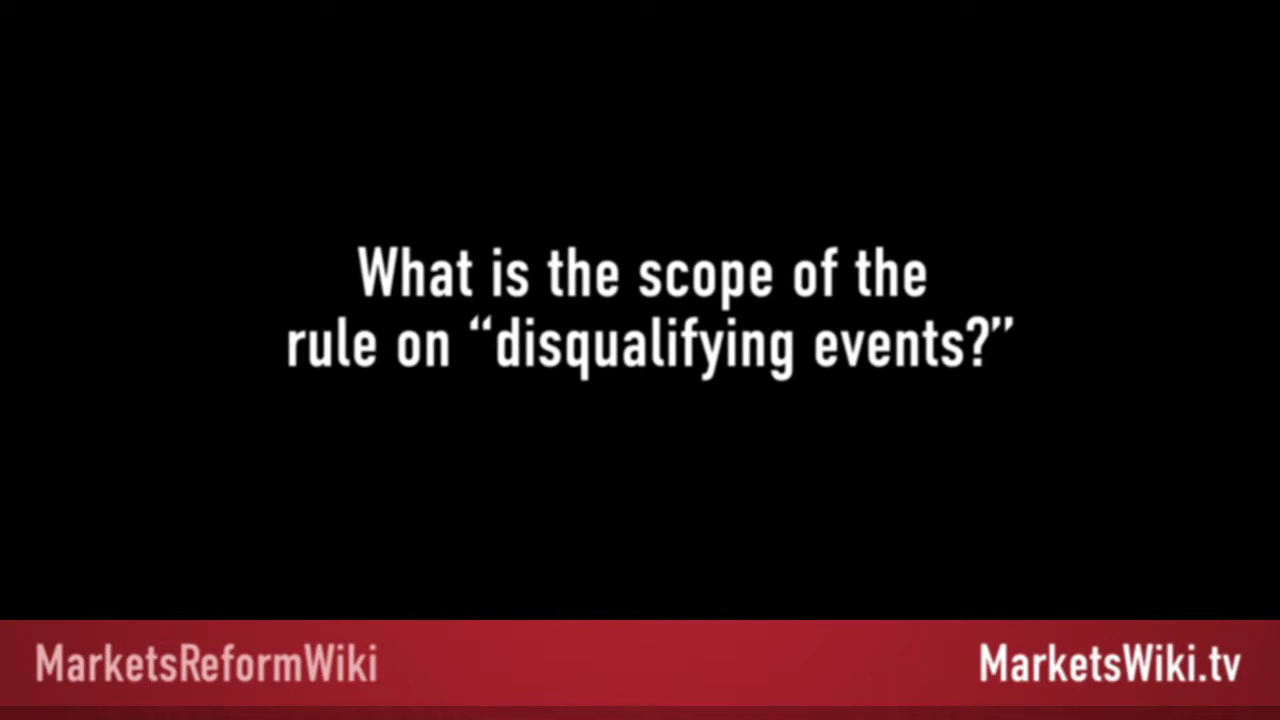 What is the scope of the
rule on “disqualifying events?”
MarketsReformWiki
MarketsWiki.tv